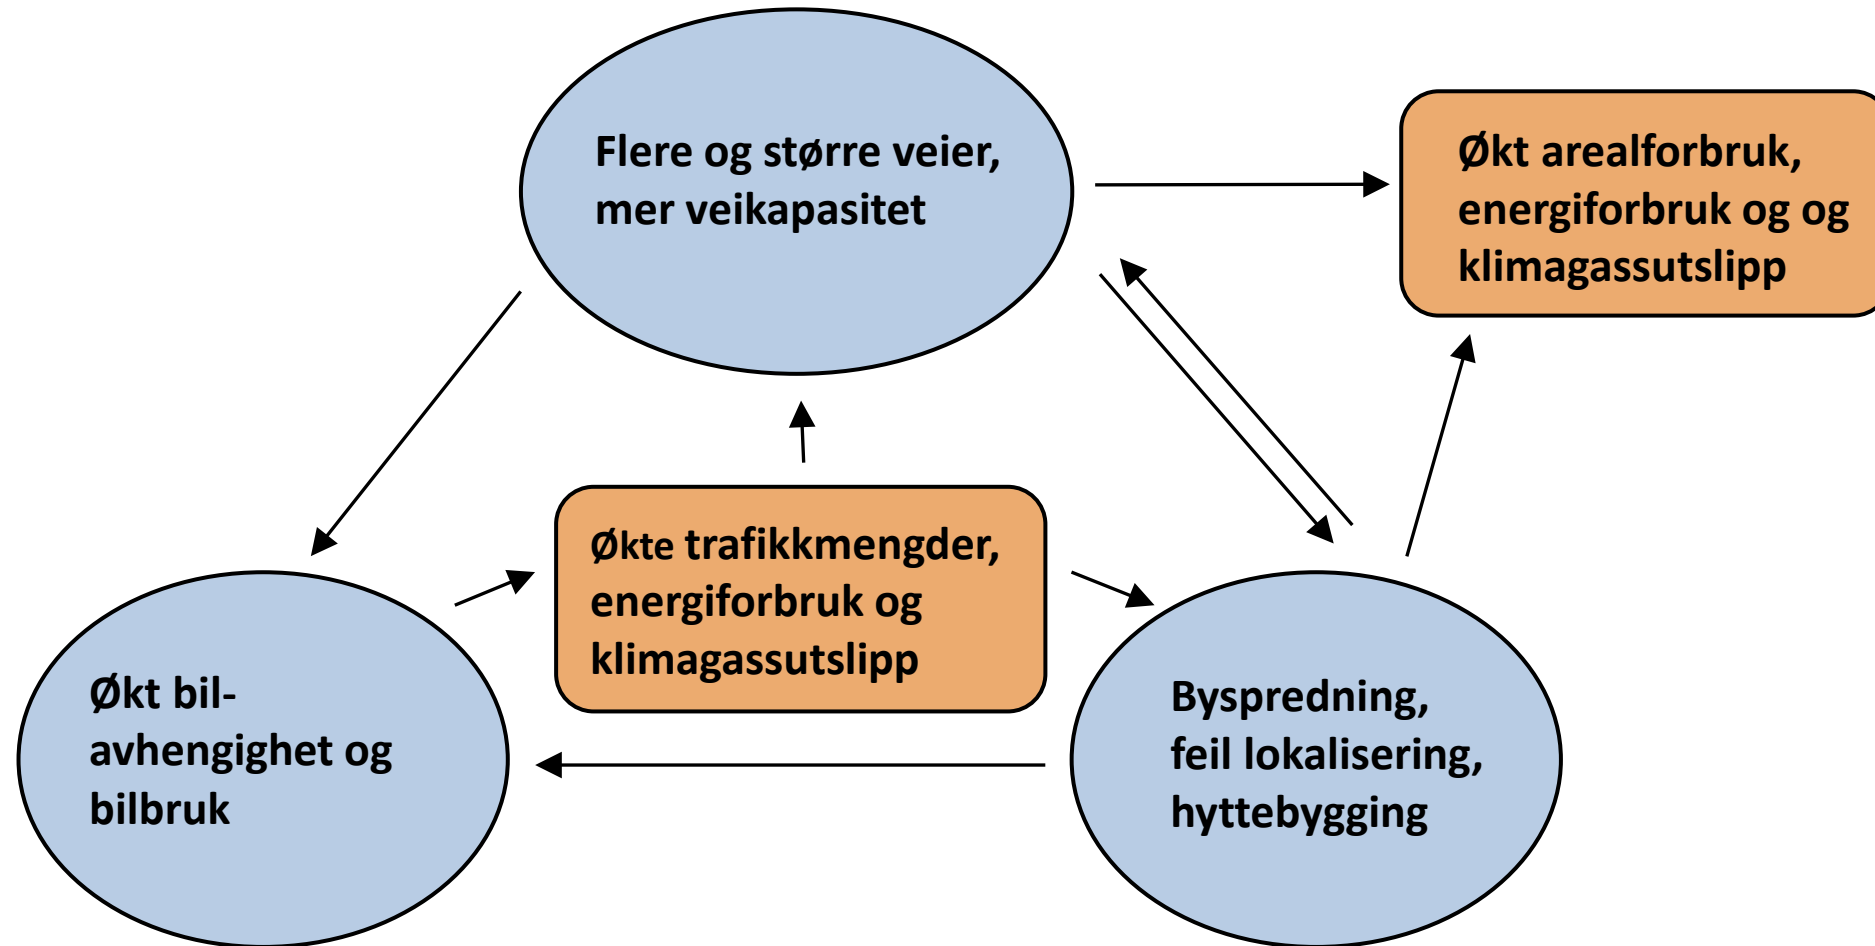 Flere og større veier,
mer veikapasitet
Økt arealforbruk,
energiforbruk og og
klimagassutslipp
Økte trafikkmengder,
energiforbruk og
klimagassutslipp
Økt bil-
avhengighet og
bilbruk
Byspredning,
feil lokalisering,
hyttebygging